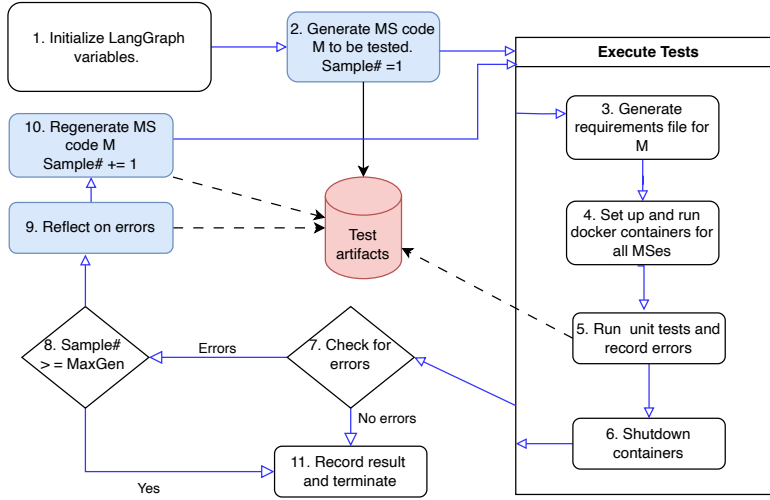 1. Initialize LangGraph
variables.
2. Generate MS code
M to be tested.
Sample# =1
Execute Tests
3. Generate
requirements file for
M
10. Regenerate MS
code M
Sample# += 1
4. Set up and run
docker containers for
all MSes
9. Reflect on errors
Test
artifacts
5. Run unit tests and
record errors
8. Sample#
> = MaxGen
Errors
7. Check for
errors
No errors
6. Shutdown
containers
11. Record result
and terminate
Yes